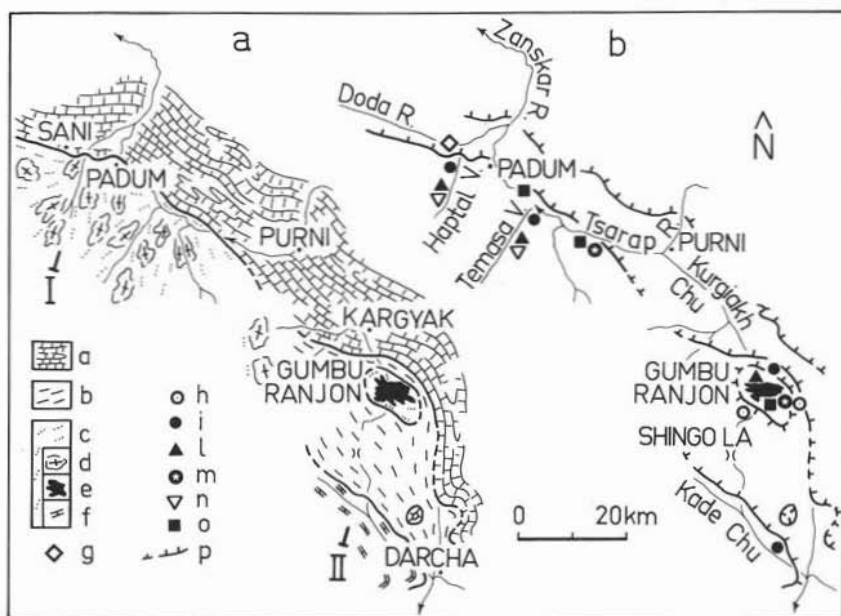 a
SANI
PADUM
PURNI
I
KARGYAK
GUMBU
RANJON
DARCHA
II
a
b
c
d
e
f
g
h
i
l
m
n
o
p
b
Zanskar R.
Doda R.
N
PADUM
Haptal V.
Temasa V.
Tsarap R.
PURNI
Kurgiakh
Chu
GUMBU
RANJON
SHINGO LA
Kade Chu
0 20km